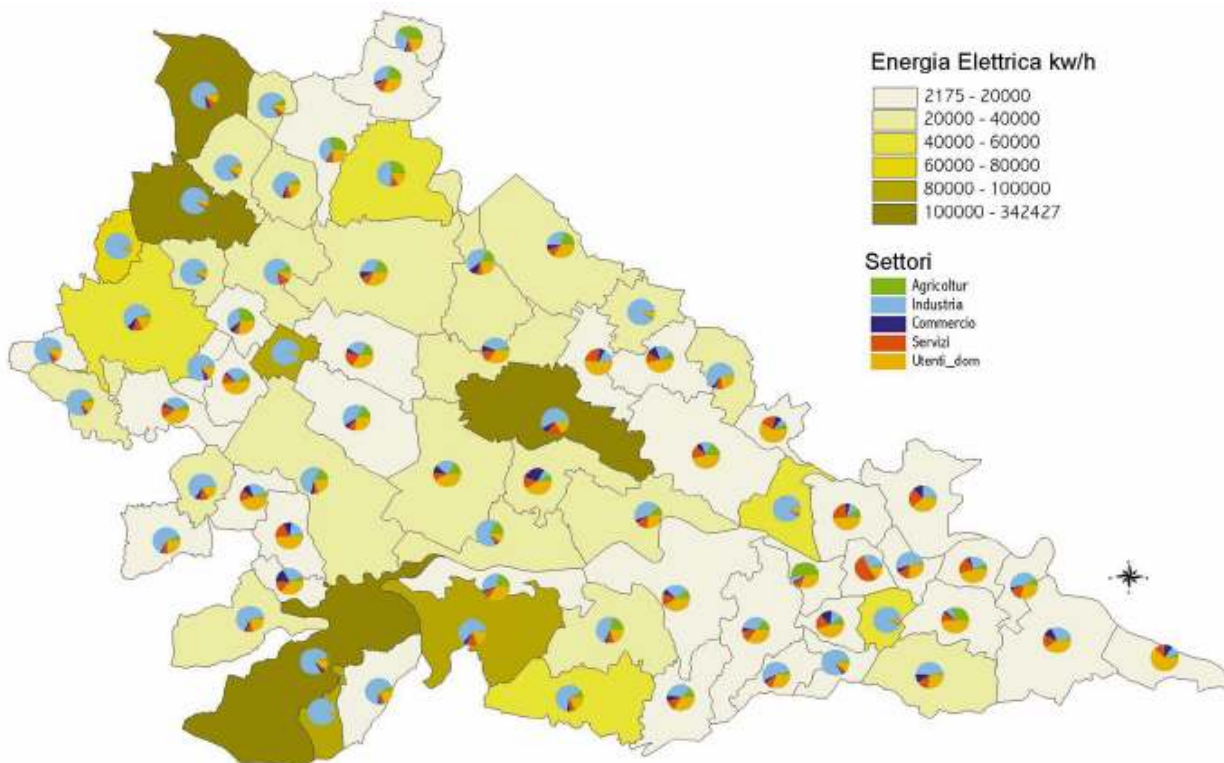 Energia Elettrica kw/h
2175 - 20000
20000 - 40000
40000 - 60000
60000 - 80000
80000 - 100000
100000 - 342427
Settori
Agricoltur
Industria
Commercio
Servizi
Utenti_dom